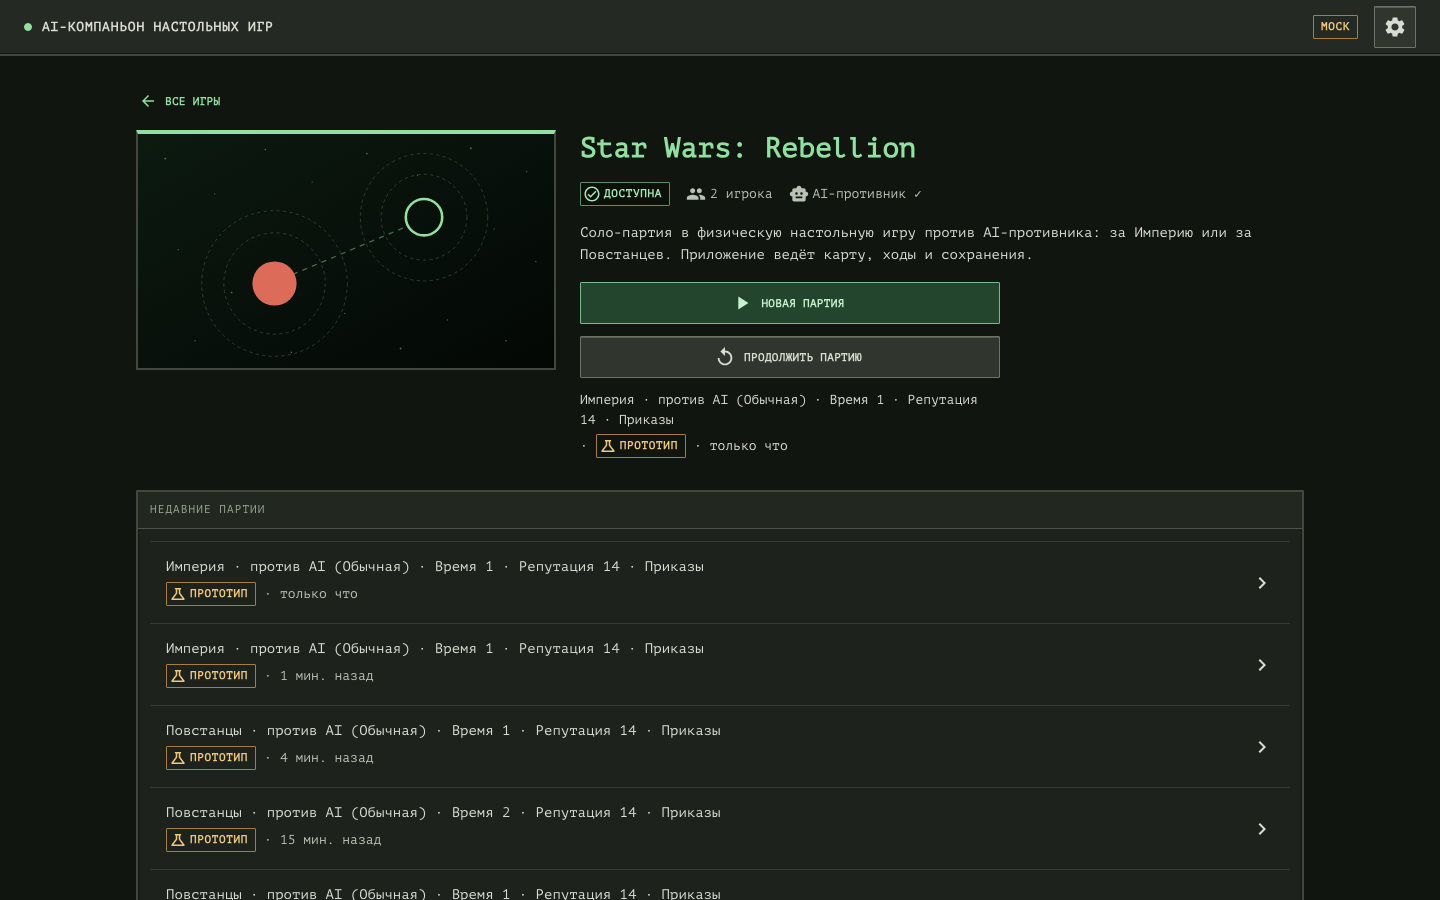 AI-КОМПАНЬОН НАСТОЛЬНЫХ ИГР
МОСК
ВСЕ ИГРЫ
Star Wars: Rebellion
ДОСТУПНА 2 игрока AI-противник ✓
Соло-партия в физическую настольную игру против AI-противника: за Империю или за
Повстанцев. Приложение ведёт карту, ходы и сохранения.
НОВАЯ ПАРТИЯ
ПРОДОЛЖИТЬ ПАРТИЮ
Империя · против AI (Обычная) · Время 1 · Репутация
14 · Приказы
· ПРОТОТИП · только что
НЕДАВНИЕ ПАРТИИ
Империя · против AI (Обычная) · Время 1 · Репутация 14 · Приказы
ПРОТОТИП · только что
Империя · против AI (Обычная) · Время 1 · Репутация 14 · Приказы
ПРОТОТИП · 1 мин. назад
Повстанцы · против AI (Обычная) · Время 1 · Репутация 14 · Приказы
ПРОТОТИП · 4 мин. назад
Повстанцы · против AI (Обычная) · Время 2 · Репутация 14 · Приказы
ПРОТОТИП · 15 мин. назад
Повстанцы · против AI (Обычная) · Время 1 · Репутация 14 · Приказы